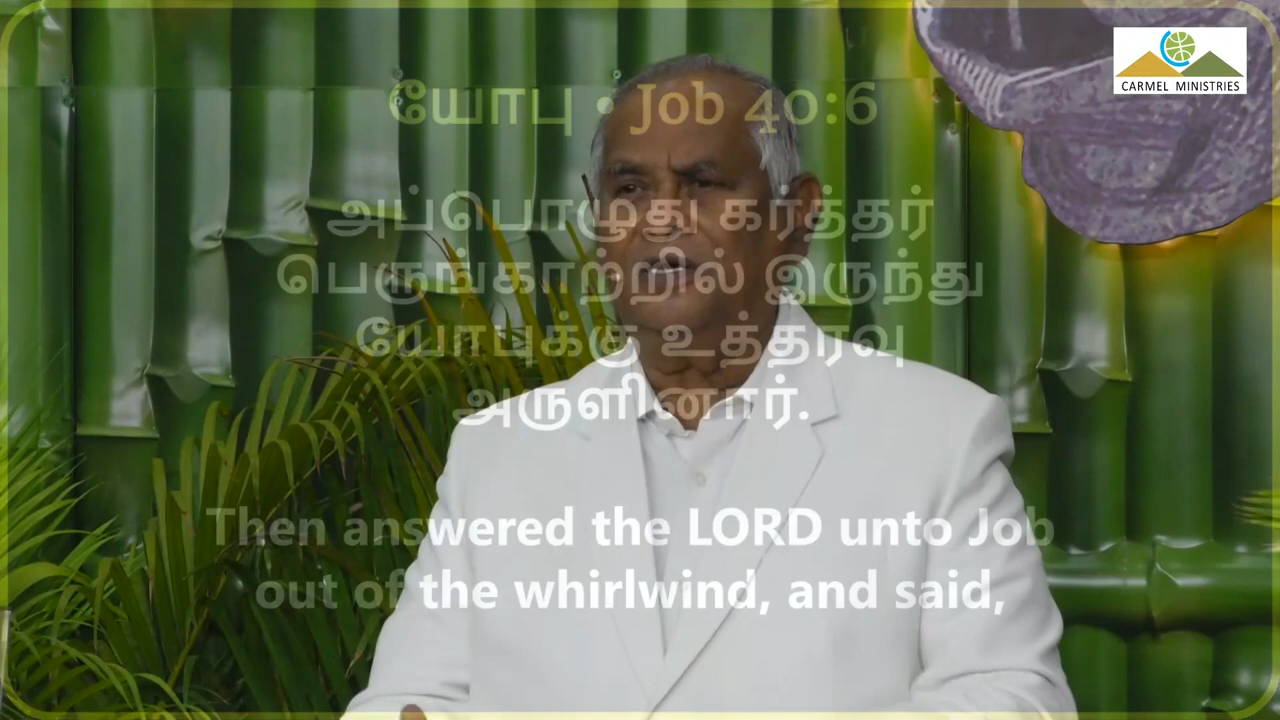 CARMEL MINISTRIES
யோபு : Job 40:6
அப்பொழுது கர்த்தர்
பெருங்காற்றில் இருந்து
யோபுக்கு உத்தரவு
அருளினார்.
Then answered the LORD unto Job
out of the whirlwind, and said,